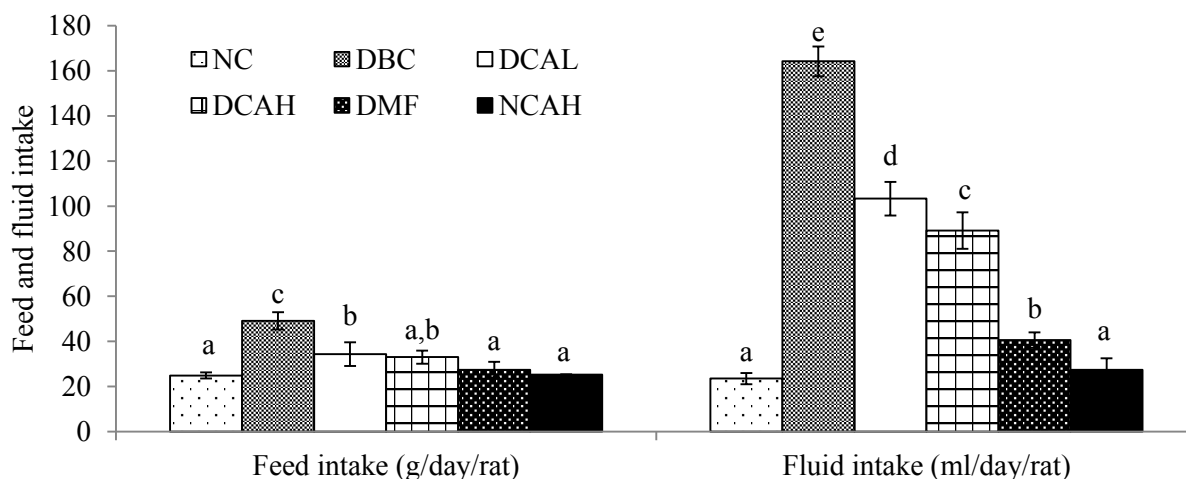 Feed and fluid intake
180
160
140
120
100
80
60
40
20
0
NC DBC DCAL
DCAH DMF NCAH
a
c
b
a,b
a
a
a
e
d
c
b
a
Feed intake (g/day/rat)
Fluid intake (ml/day/rat)